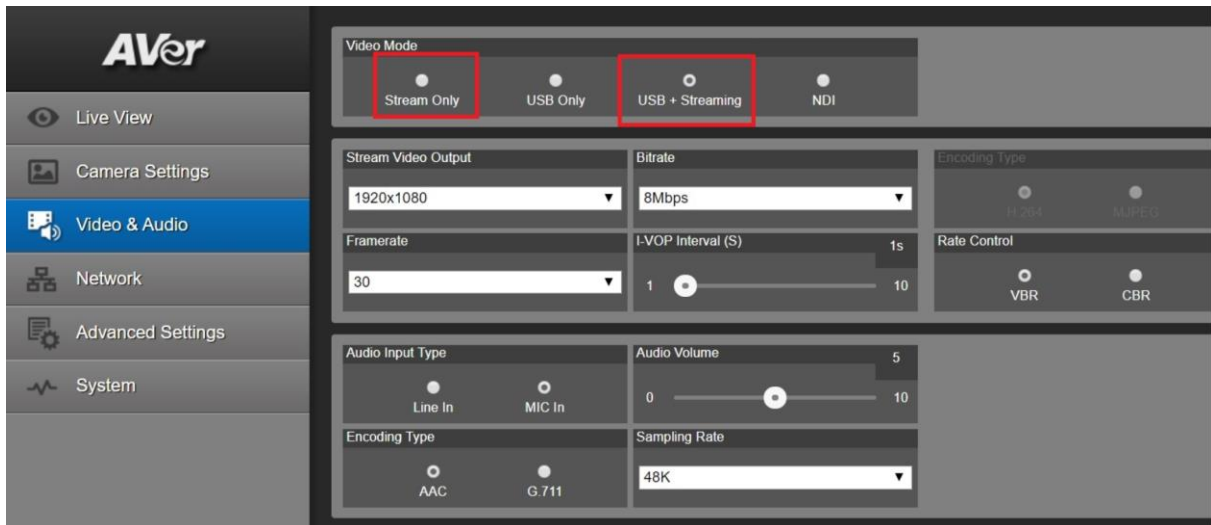 AVer
Live View
Camera Settings
Video & Audio
Network
Advanced Settings
System
Video Mode
Stream Only
USB Only
USB + Streaming
NDI
Stream Video Output
1920x1080
Bitrate
8Mbps
Encoding Type
H.264
MJPEG
Framerate
30
I-VOP Interval (S)
1s
1
10
Rate Control
VBR
CBR
Audio Input Type
Line In
MIC In
Audio Volume
5
0
10
Encoding Type
AAC
G.711
Sampling Rate
48K